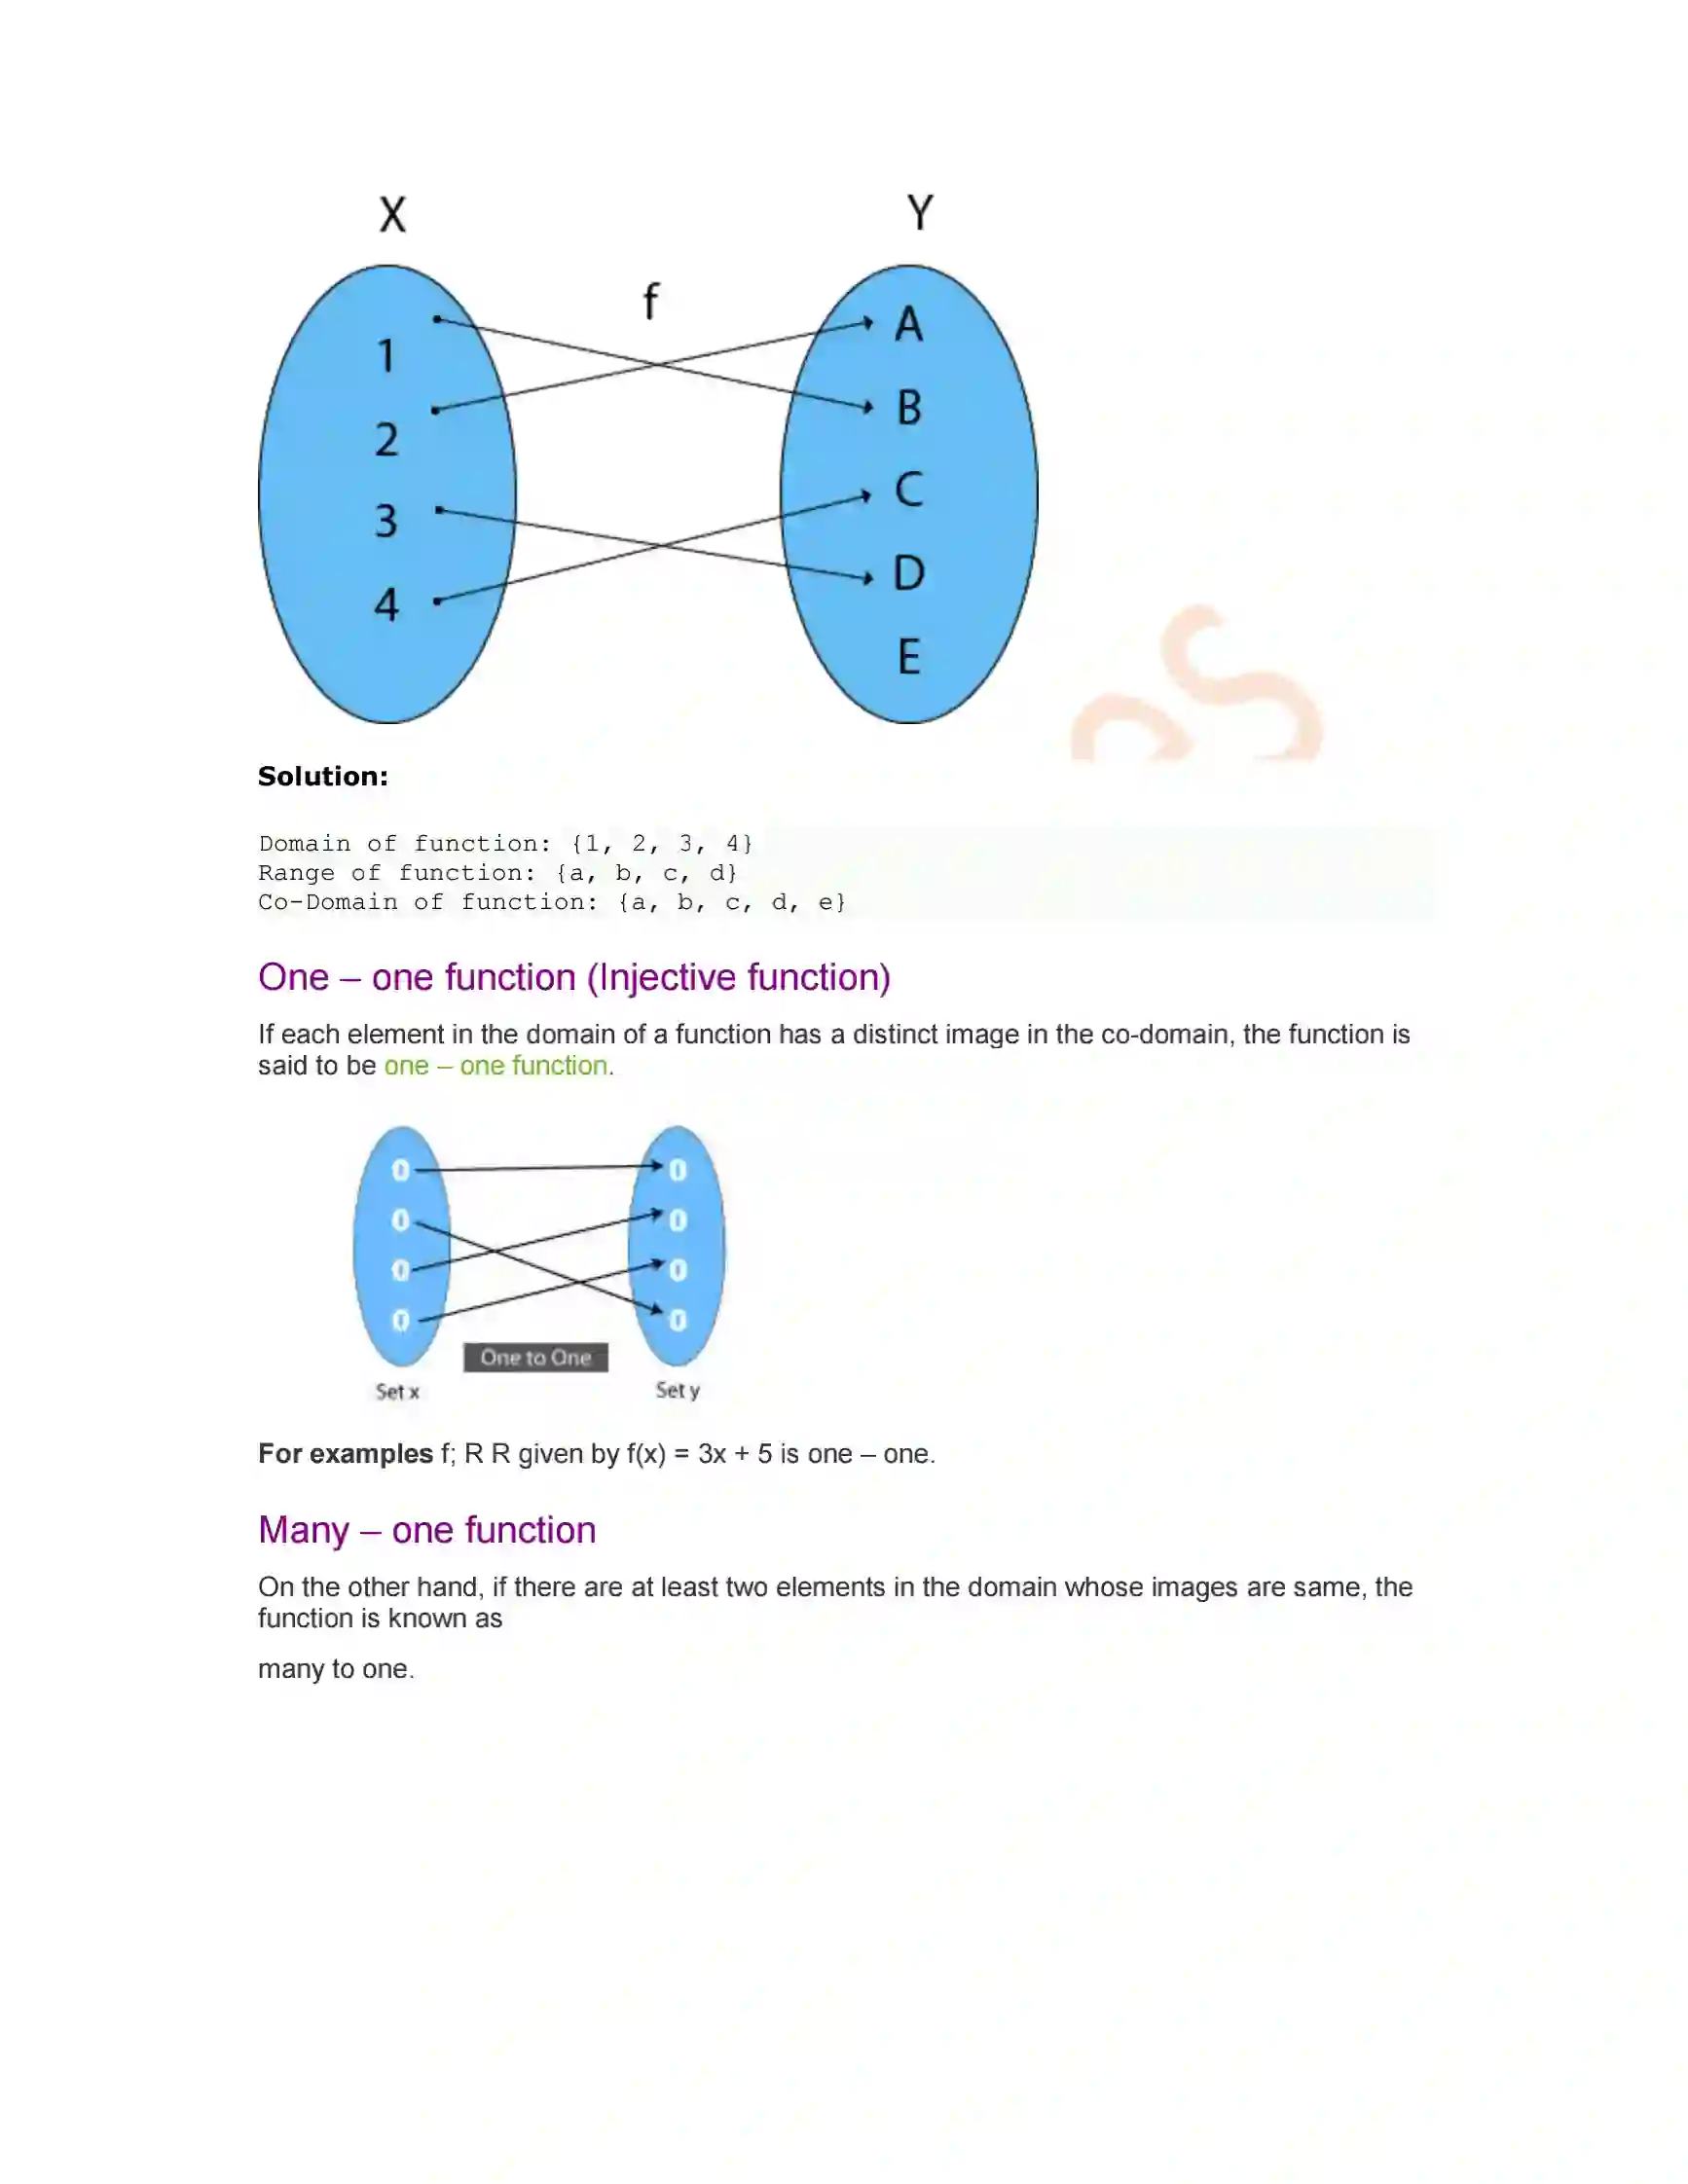 X Y
f
1 A
2 B
3 C
4 D
E
Solution:
Domain of function: {1, 2, 3, 4}
Range of function: {a, b, c, d}
Co-Domain of function: {a, b, c, d, e}
One – one function (Injective function)
If each element in the domain of a function has a distinct image in the co-domain, the function is
said to be one – one function.
0 0
0 0
0 0
0 0
One to One
Set x Set y
For examples f; R R given by f(x) = 3x + 5 is one – one.
Many – one function
On the other hand, if there are at least two elements in the domain whose images are same, the
function is known as
many to one.